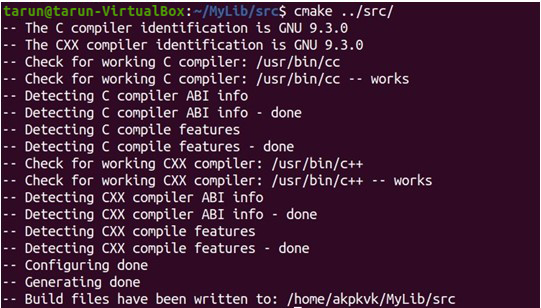 tarun@tarun-VirtualBox:~/MyLib/src$ cmake ../src/
-- The C compiler identification is GNU 9.3.0
-- The CXX compiler identification is GNU 9.3.0
-- Check for working C compiler: /usr/bin/cc
-- Check for working C compiler: /usr/bin/cc -- works
-- Detecting C compiler ABI info
-- Detecting C compiler ABI info - done
-- Detecting C compile features
-- Detecting C compile features - done
-- Check for working CXX compiler: /usr/bin/c++
-- Check for working CXX compiler: /usr/bin/c++ -- works
-- Detecting CXX compiler ABI info
-- Detecting CXX compiler ABI info - done
-- Detecting CXX compile features
-- Detecting CXX compile features - done
-- Configuring done
-- Generating done
-- Build files have been written to: /home/akpkvk/MyLib/src